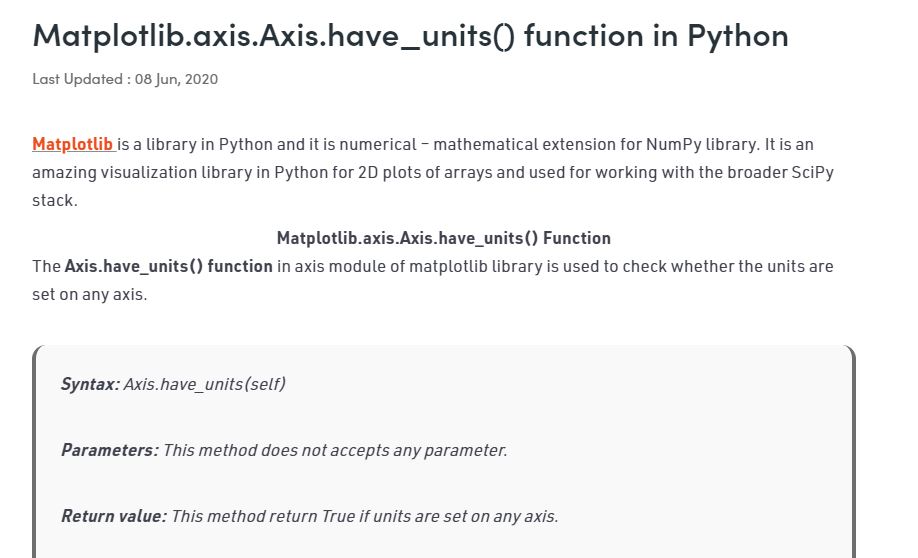 Matplotlib.axis.Axis.have_units() function in Python
Last Updated : 08 Jun, 2020
Matplotlib is a library in Python and it is numerical – mathematical extension for NumPy library. It is an
amazing visualization library in Python for 2D plots of arrays and used for working with the broader SciPy
stack.
Matplotlib.axis.Axis.have_units() Function
The Axis.have_units() function in axis module of matplotlib library is used to check whether the units are
set on any axis.
Syntax: Axis.have_units(self)
Parameters: This method does not accepts any parameter.
Return value: This method return True if units are set on any axis.